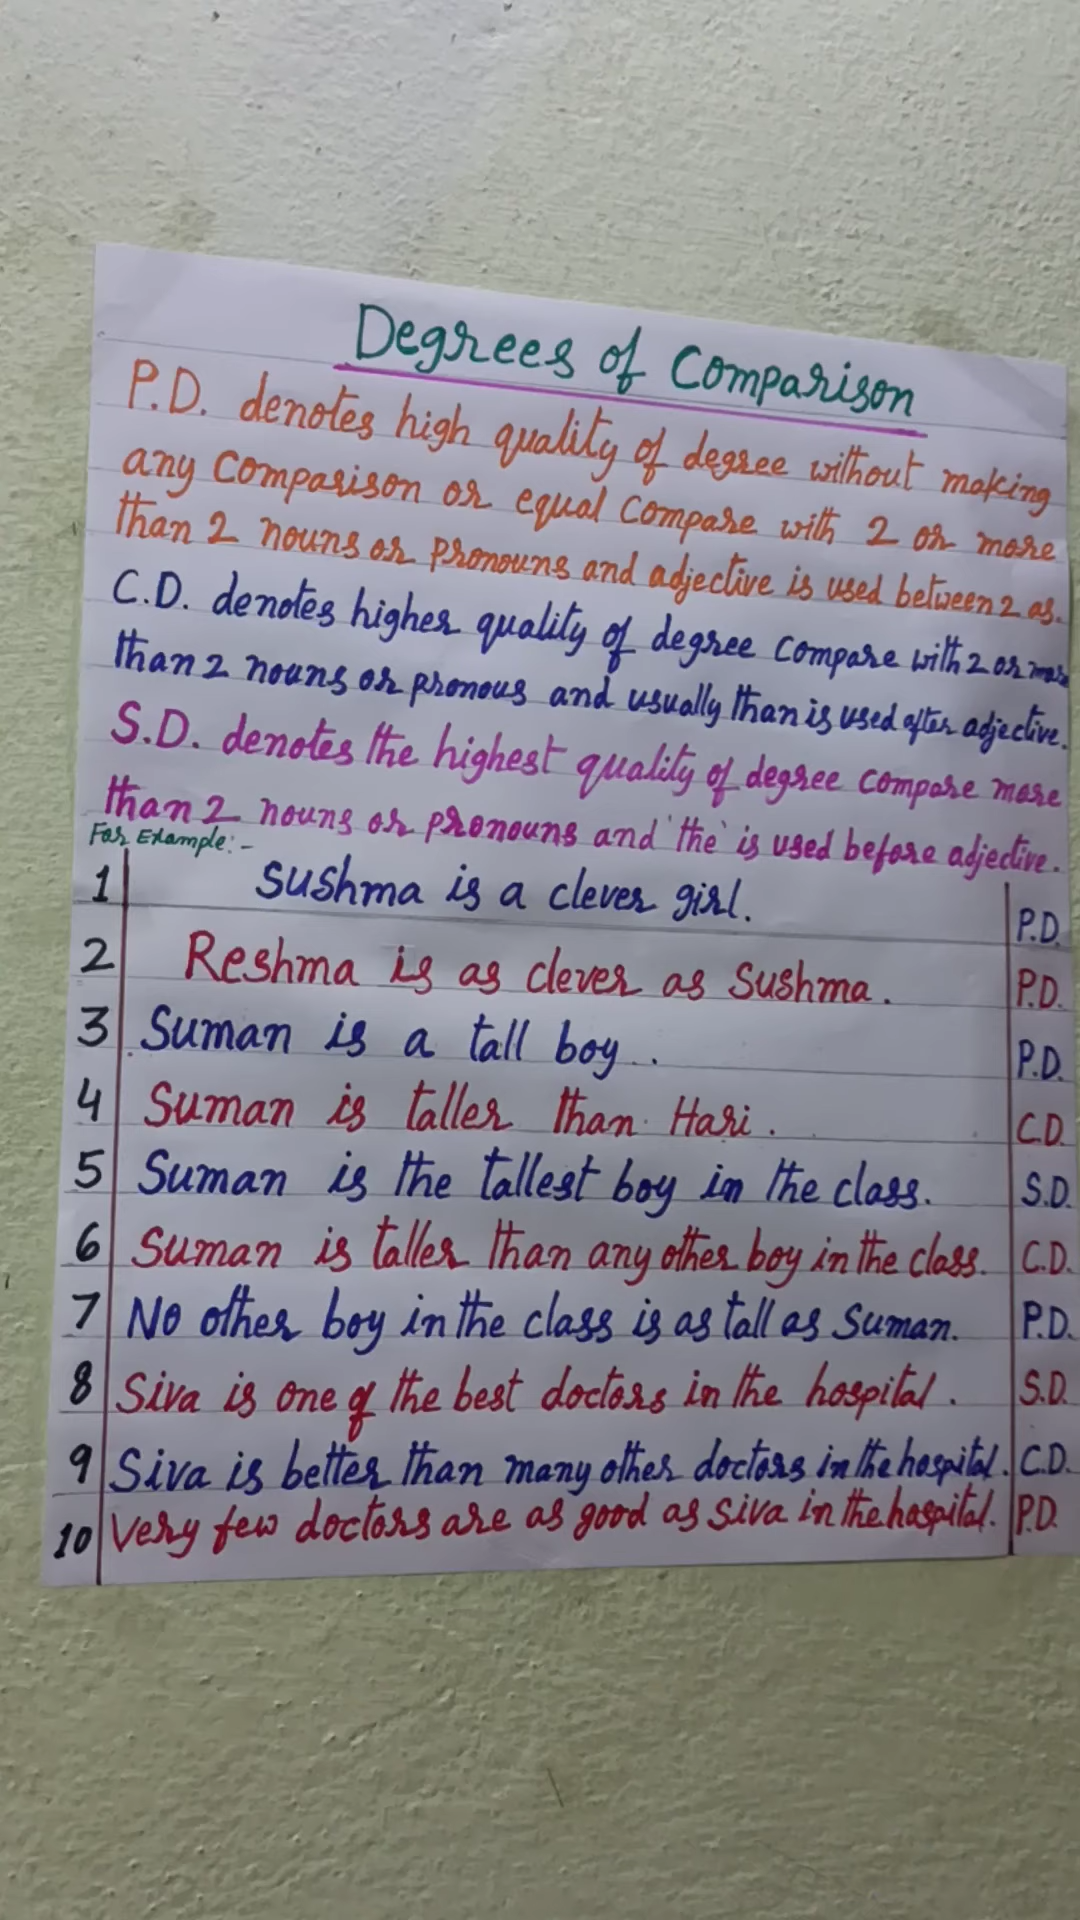 Degrees of Comparison
P.D. denotes high quality of degree without making
any Comparison or equal Compare with 2 or more
than 2 nouns or pronouns and adjective is used between 2 as.
C.D. denotes higher quality of degree compare with 2 or more
than 2 nouns or pronous and usually than is used after adjective.
S.D. denotes the highest quality of degree compare more
than 2 nouns or pronouns and 'the' is used before adjective.
For Example:-
1 Sushma is a clever girl. P.D.
2 Reshma is as clever as Sushma. P.D.
3 Suman is a tall boy. P.D.
4 Suman is taller than Hari. C.D.
5 Suman is the tallest boy in the class. S.D.
6 Suman is taller than any other boy in the class. C.D.
7 No other boy in the class is as tall as Suman. P.D.
8 Siva is one of the best doctors in the hospital. S.D.
9 Siva is better than many other doctors in the hospital. C.D.
10 Very few doctors are as good as Siva in the hospital. P.D.